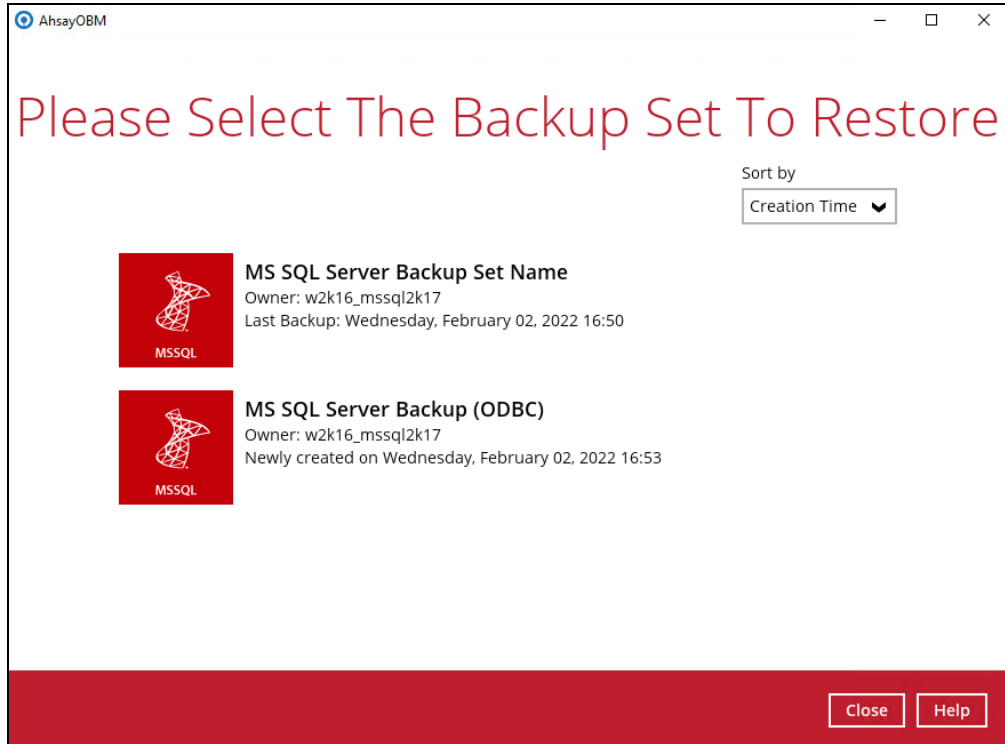 AhsayOBM
Please Select The Backup Set To Restore
Sort by
Creation Time
MSSQL
MS SQL Server Backup Set Name
Owner: w2k16_mssql2k17
Last Backup: Wednesday, February 02, 2022 16:50
MSSQL
MS SQL Server Backup (ODBC)
Owner: w2k16_mssql2k17
Newly created on Wednesday, February 02, 2022 16:53
Close
Help